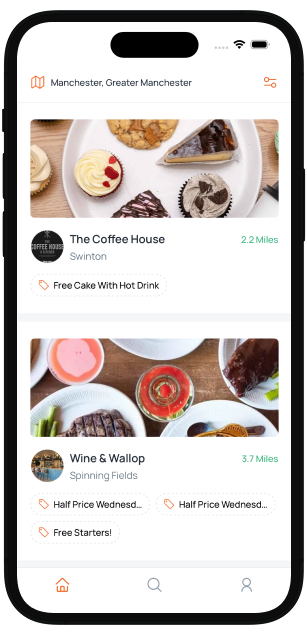 Manchester, Greater Manchester
COFFEE HOUSE
The Coffee House
2.2 Miles
Swinton
Free Cake With Hot Drink
Wine & Wallop
3.7 Miles
Spinning Fields
Half Price Wednesd...
Half Price Wednesd...
Free Starters!